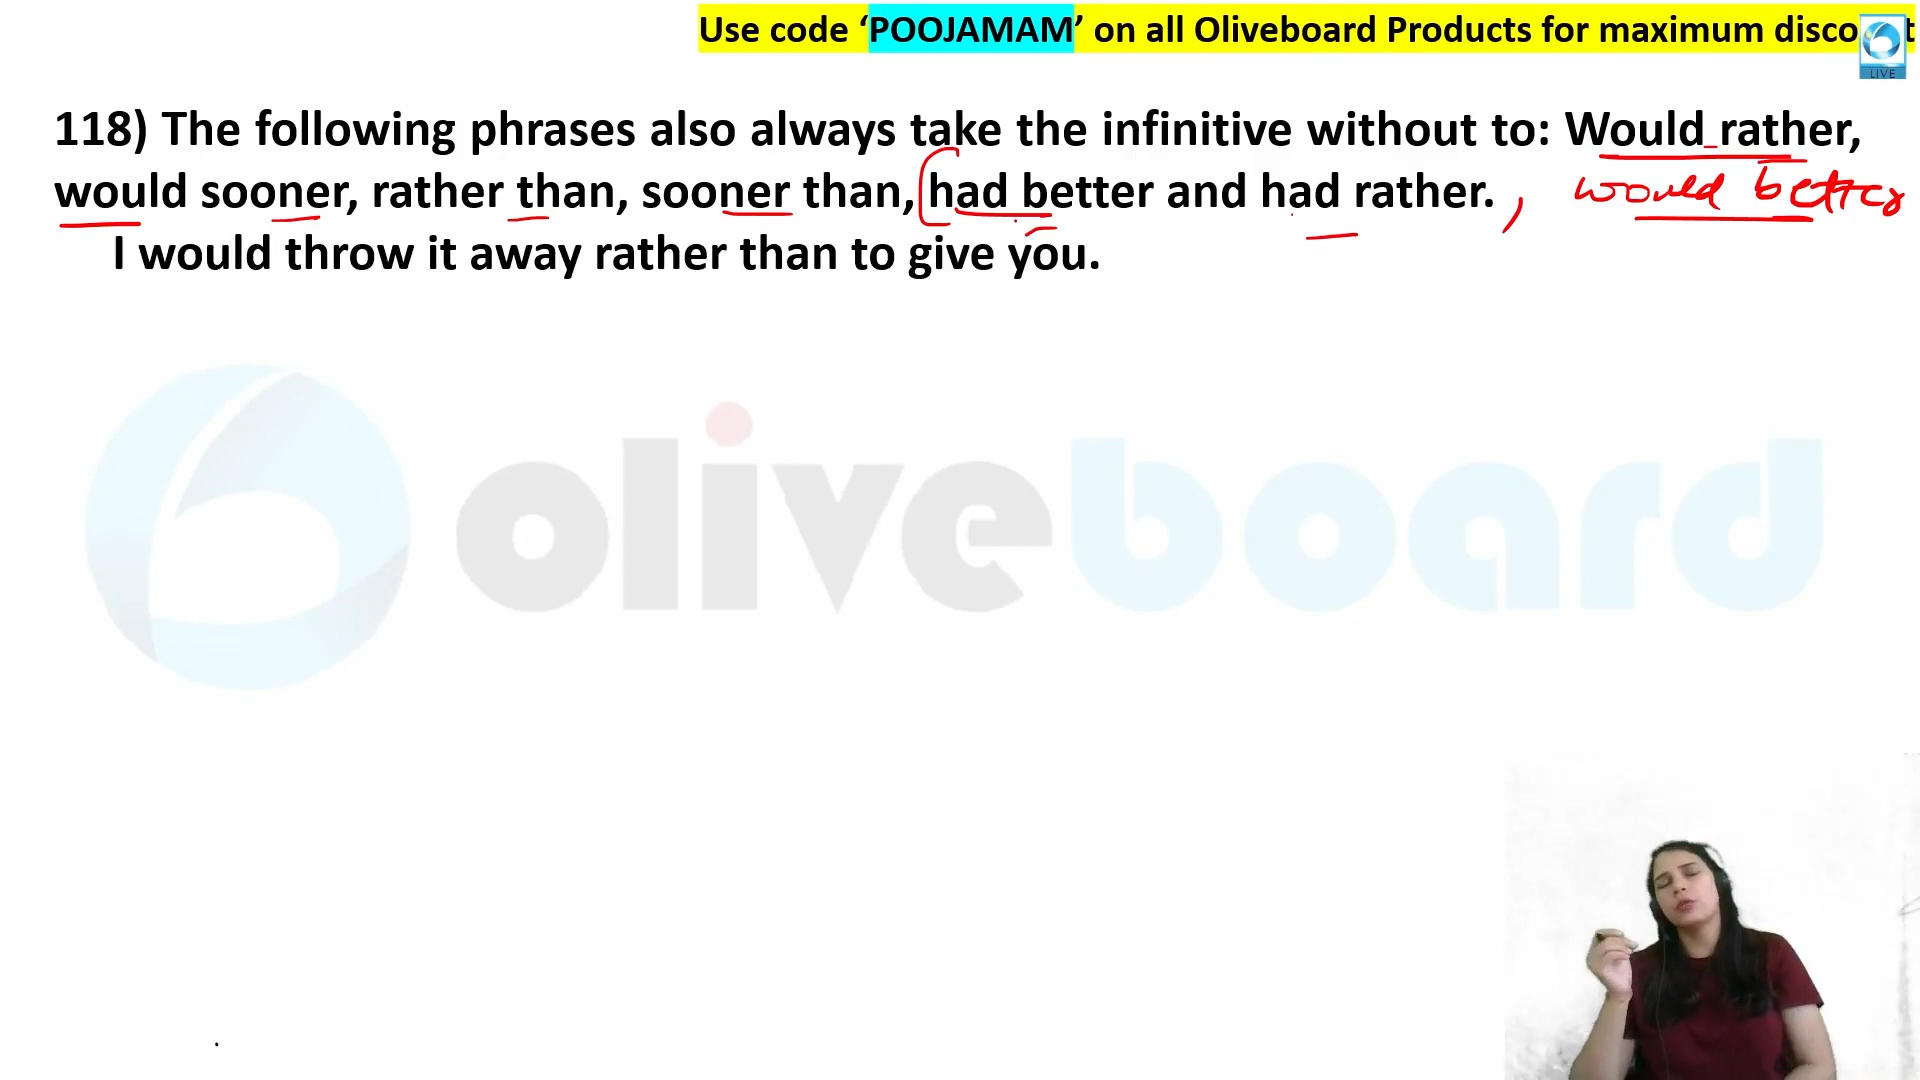 Use code ‘POOJAMAM’ on all Oliveboard Products for maximum disco t
LIVE
118) The following phrases also always take the infinitive without to: Would rather,
would sooner, rather than, sooner than, had better and had rather. , would better
I would throw it away rather than to give you.
oliveboard